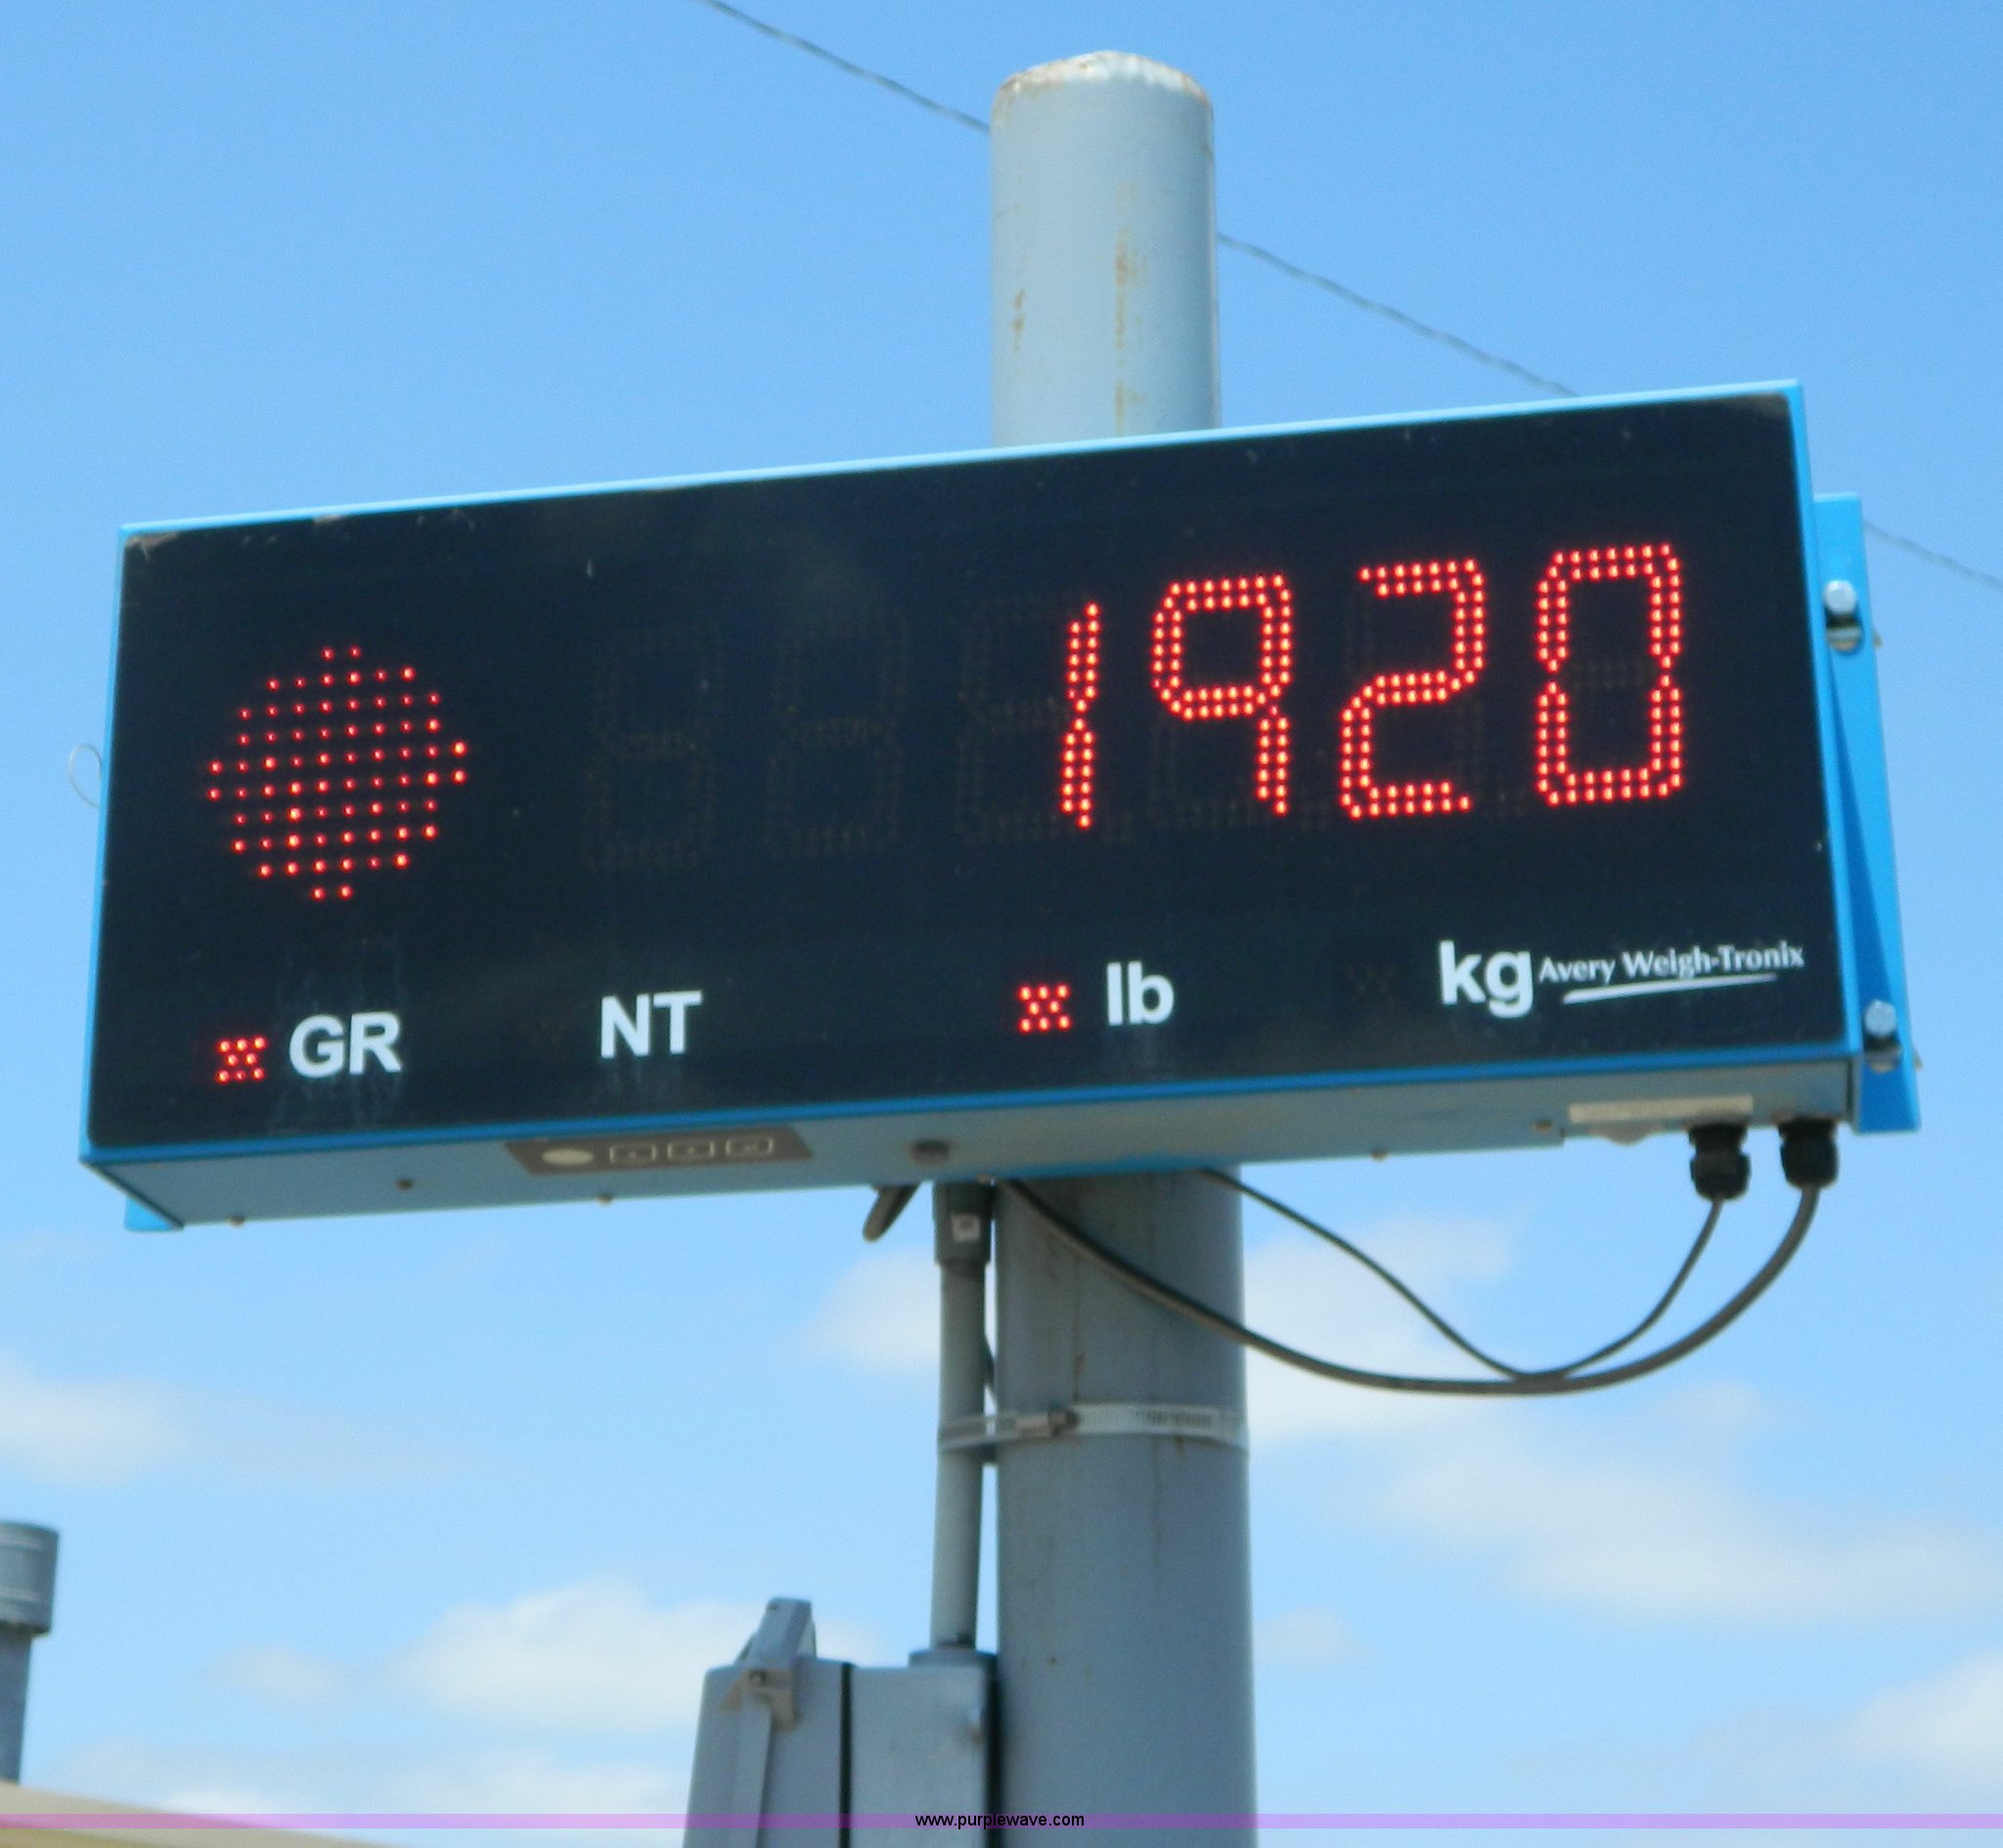 1920
GR NT lb kg Avery Weigh-Tronix
www.purplewave.com